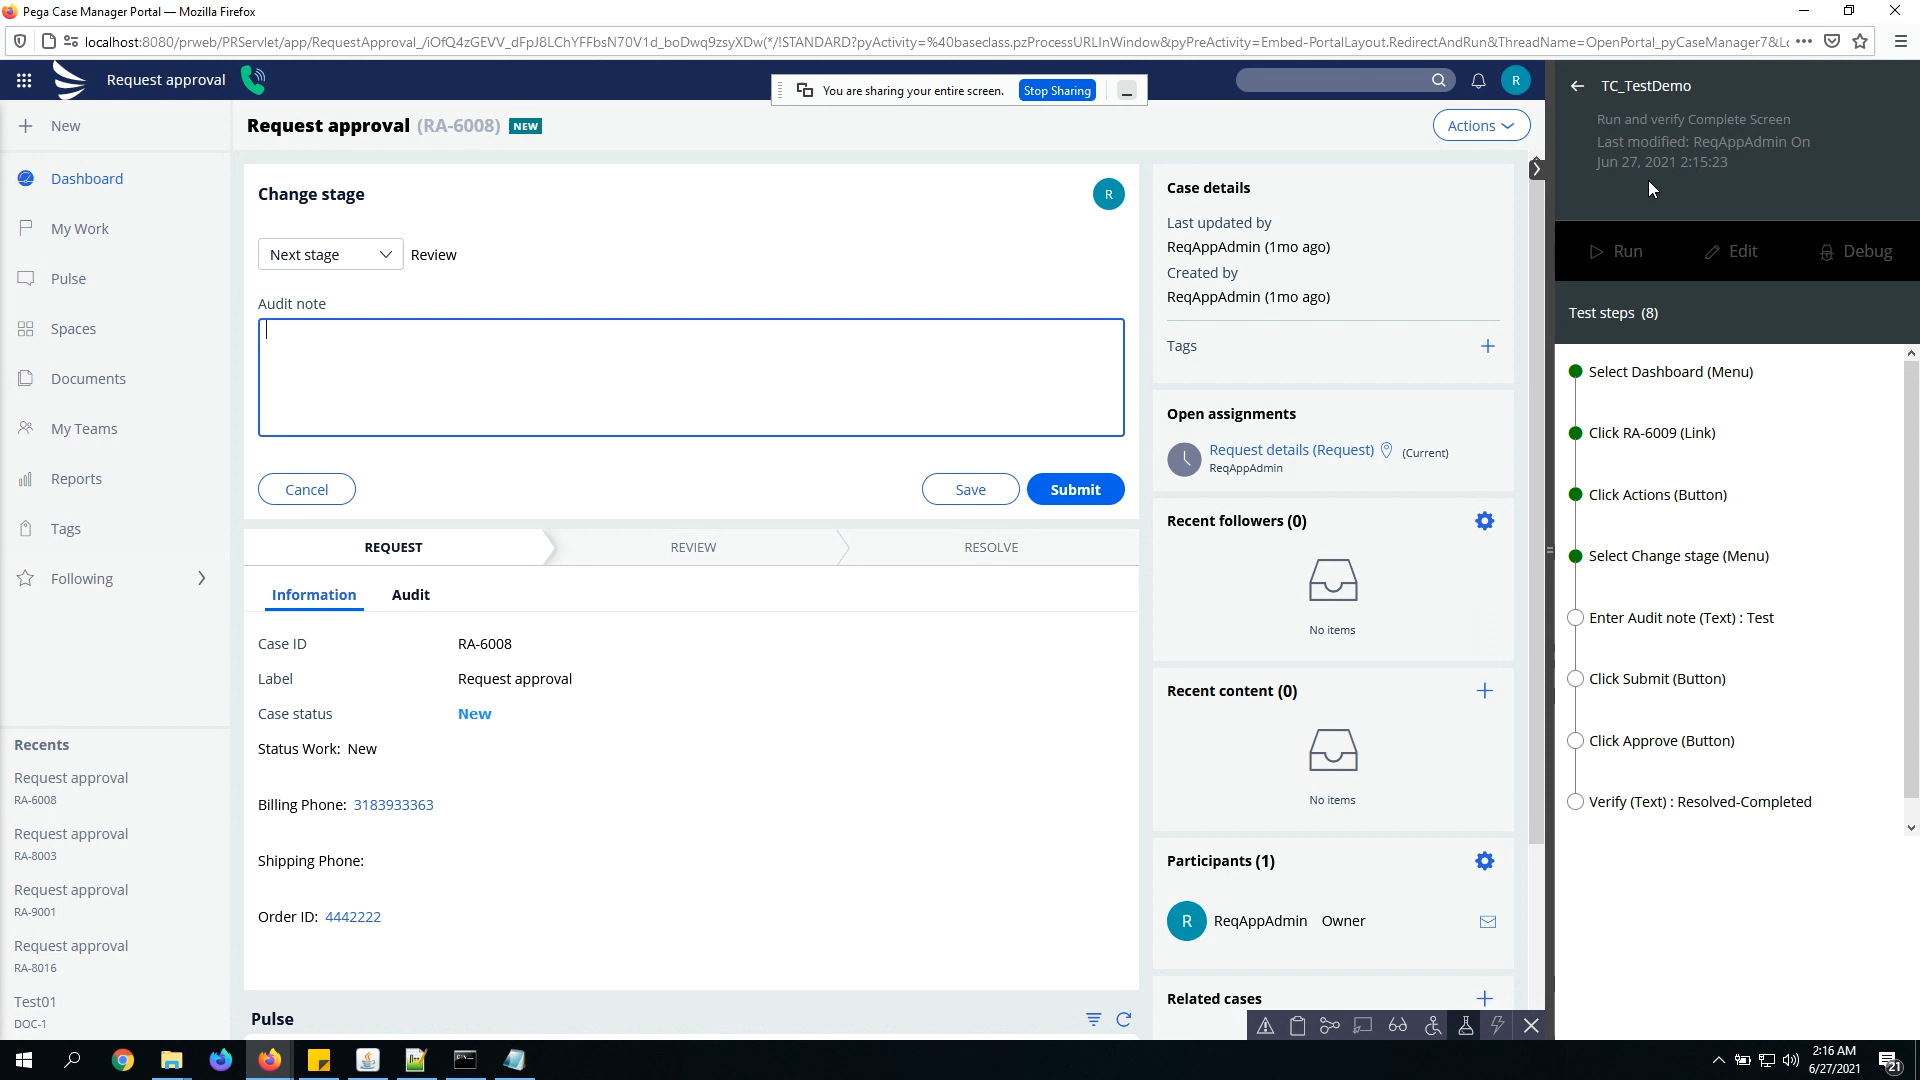 Pega Case Manager Portal — Mozilla Firefox
localhost:8080/prweb/PRServlet/app/RequestApproval_/iOfQ4zGEVV_dFpJ8LChYFFbsN70V1d_boDwq9zsyXDw(*/!STANDARD?pyActivity=%40baseclass.pzProcessURLInWindow&pyPreActivity=Embed-PortalLayout.RedirectAndRun&ThreadName=OpenPortal_pyCaseManager7&Lo
Request approval
You are sharing your entire screen. Stop Sharing
R
New
Request approval (RA-6008) NEW
Actions
Dashboard
My Work
Pulse
Spaces
Documents
My Teams
Reports
Tags
Following
Recents
Request approval
RA-6008
Request approval
RA-8003
Request approval
RA-9001
Request approval
RA-8016
Test01
DOC-1
Change stage
R
Next stage Review
Audit note
Cancel
Save
Submit
REQUEST
REVIEW
RESOLVE
Information
Audit
Case ID RA-6008
Label Request approval
Case status New
Status Work: New
Billing Phone: 3183933363
Shipping Phone:
Order ID: 4442222
Pulse
Case details
Last updated by
ReqAppAdmin (1mo ago)
Created by
ReqAppAdmin (1mo ago)
Tags
Open assignments
Request details (Request) (Current)
ReqAppAdmin
Recent followers (0)
No items
Recent content (0)
No items
Participants (1)
R ReqAppAdmin Owner
Related cases
TC_TestDemo
Run and verify Complete Screen
Last modified: ReqAppAdmin On
Jun 27, 2021 2:15:23
Run
Edit
Debug
Test steps (8)
Select Dashboard (Menu)
Click RA-6009 (Link)
Click Actions (Button)
Select Change stage (Menu)
Enter Audit note (Text) : Test
Click Submit (Button)
Click Approve (Button)
Verify (Text) : Resolved-Completed
2:16 AM
6/27/2021
21